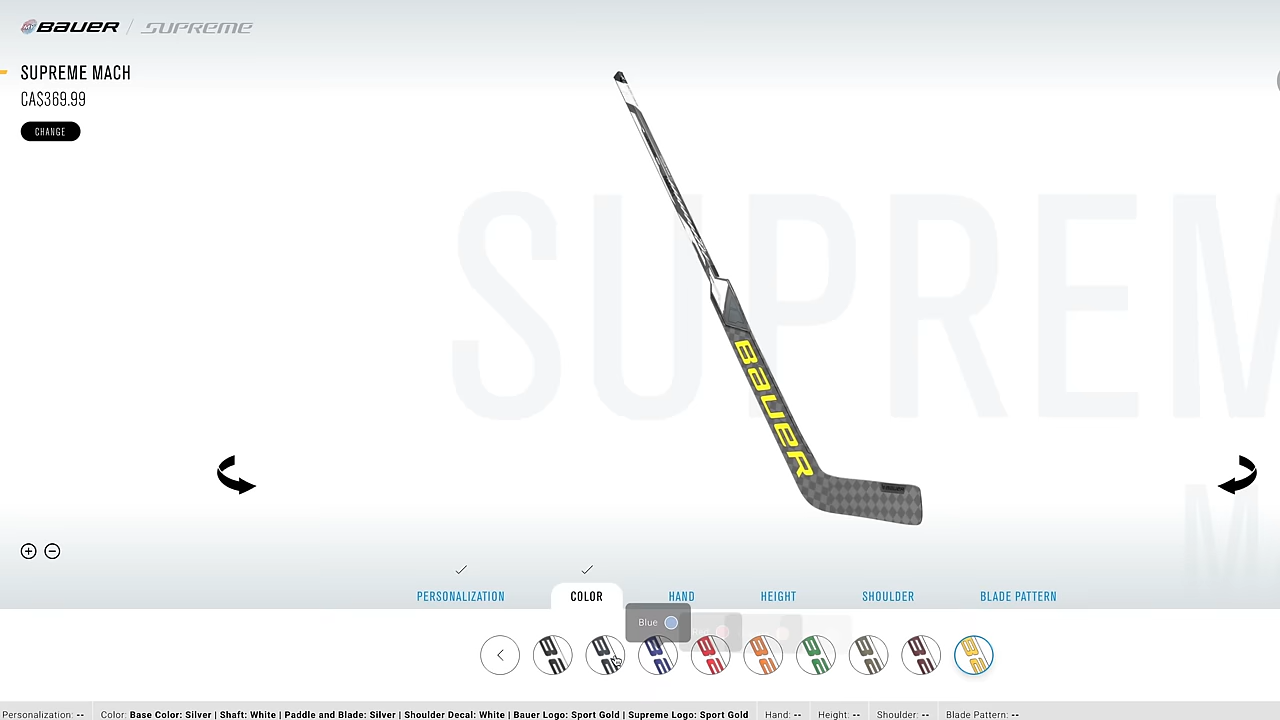 MY BAUER / SUPREME
SUPREME MACH
CA$369.99
CHANGE
SUPREM
BAUER
M
PERSONALIZATION
COLOR
HAND
HEIGHT
SHOULDER
BLADE PATTERN
Blue
Personalization: --
Color: Base Color: Silver | Shaft: White | Paddle and Blade: Silver | Shoulder Decal: White | Bauer Logo: Sport Gold | Supreme Logo: Sport Gold
Hand: --
Height: --
Shoulder: --
Blade Pattern: --